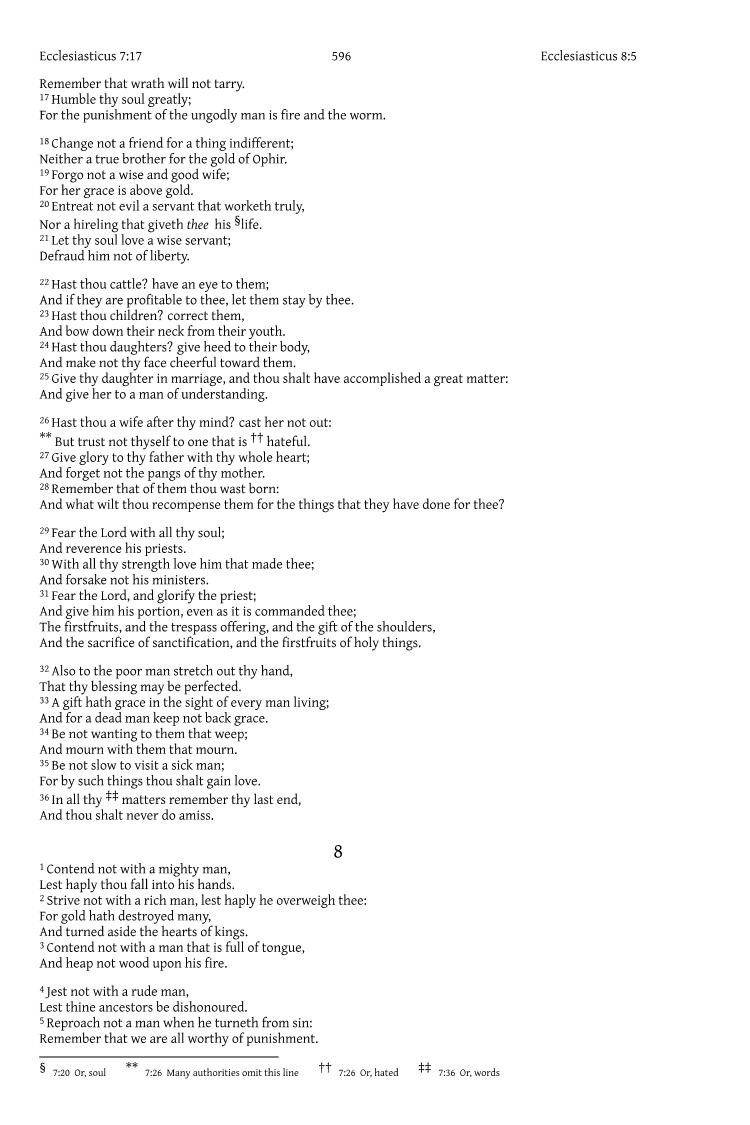 Ecclesiasticus 7:17 596 Ecclesiasticus 8:5
Remember that wrath will not tarry.
17 Humble thy soul greatly;
For the punishment of the ungodly man is fire and the worm.
18 Change not a friend for a thing indifferent;
Neither a true brother for the gold of Ophir.
19 Forgo not a wise and good wife;
For her grace is above gold.
20 Entreat not evil a servant that worketh truly,
Nor a hireling that giveth thee his §life.
21 Let thy soul love a wise servant;
Defraud him not of liberty.
22 Hast thou cattle? have an eye to them;
And if they are profitable to thee, let them stay by thee.
23 Hast thou children? correct them,
And bow down their neck from their youth.
24 Hast thou daughters? give heed to their body,
And make not thy face cheerful toward them.
25 Give thy daughter in marriage, and thou shalt have accomplished a great matter:
And give her to a man of understanding.
26 Hast thou a wife after thy mind? cast her not out:
** But trust not thyself to one that is †† hateful.
27 Give glory to thy father with thy whole heart;
And forget not the pangs of thy mother.
28 Remember that of them thou wast born:
And what wilt thou recompense them for the things that they have done for thee?
29 Fear the Lord with all thy soul;
And reverence his priests.
30 With all thy strength love him that made thee;
And forsake not his ministers.
31 Fear the Lord, and glorify the priest;
And give him his portion, even as it is commanded thee;
The firstfruits, and the trespass offering, and the gift of the shoulders,
And the sacrifice of sanctification, and the firstfruits of holy things.
32 Also to the poor man stretch out thy hand,
That thy blessing may be perfected.
33 A gift hath grace in the sight of every man living;
And for a dead man keep not back grace.
34 Be not wanting to them that weep;
And mourn with them that mourn.
35 Be not slow to visit a sick man;
For by such things thou shalt gain love.
36 In all thy ‡‡ matters remember thy last end,
And thou shalt never do amiss.
8
1 Contend not with a mighty man,
Lest haply thou fall into his hands.
2 Strive not with a rich man, lest haply he overweigh thee:
For gold hath destroyed many,
And turned aside the hearts of kings.
3 Contend not with a man that is full of tongue,
And heap not wood upon his fire.
4 Jest not with a rude man,
Lest thine ancestors be dishonoured.
5 Reproach not a man when he turneth from sin:
Remember that we are all worthy of punishment.
§ 7:20 Or, soul ** 7:26 Many authorities omit this line †† 7:26 Or, hated ‡‡ 7:36 Or, words